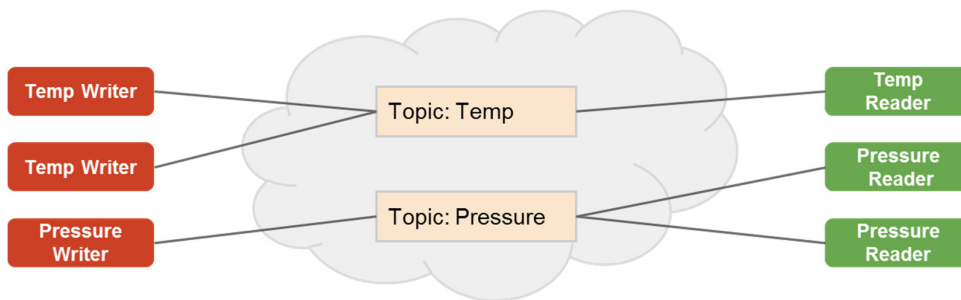 Temp Writer
Topic: Temp
Temp
Reader
Temp Writer
Pressure
Reader
Pressure
Writer
Topic: Pressure
Pressure
Reader